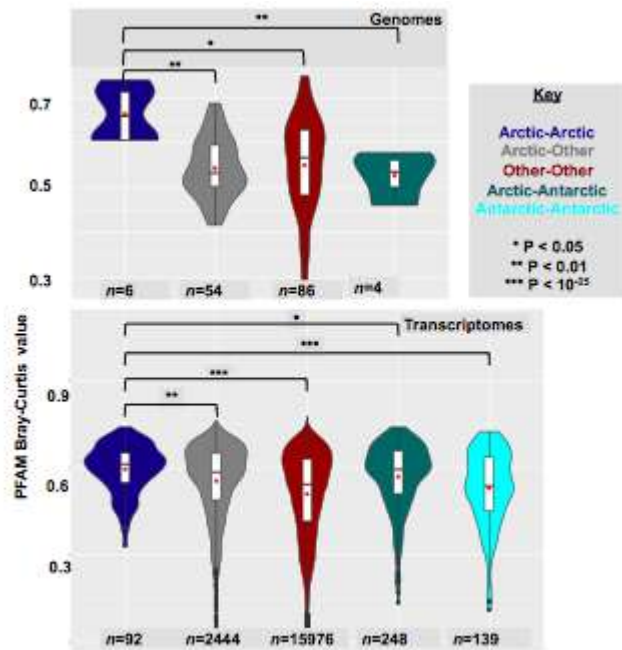 Genomes
**
*
**
0.7
0.5
0.3
n=6 n=54 n=86 n=4
Key
Arctic-Arctic
Arctic-Other
Other-Other
Arctic-Antarctic
Antarctic-Antarctic
* P < 0.05
** P < 0.01
*** P < 10⁻⁰⁵
PFAM Bray-Curtis value
Transcriptomes
*
***
***
**
0.9
0.6
0.3
n=92 n=2444 n=15976 n=248 n=139